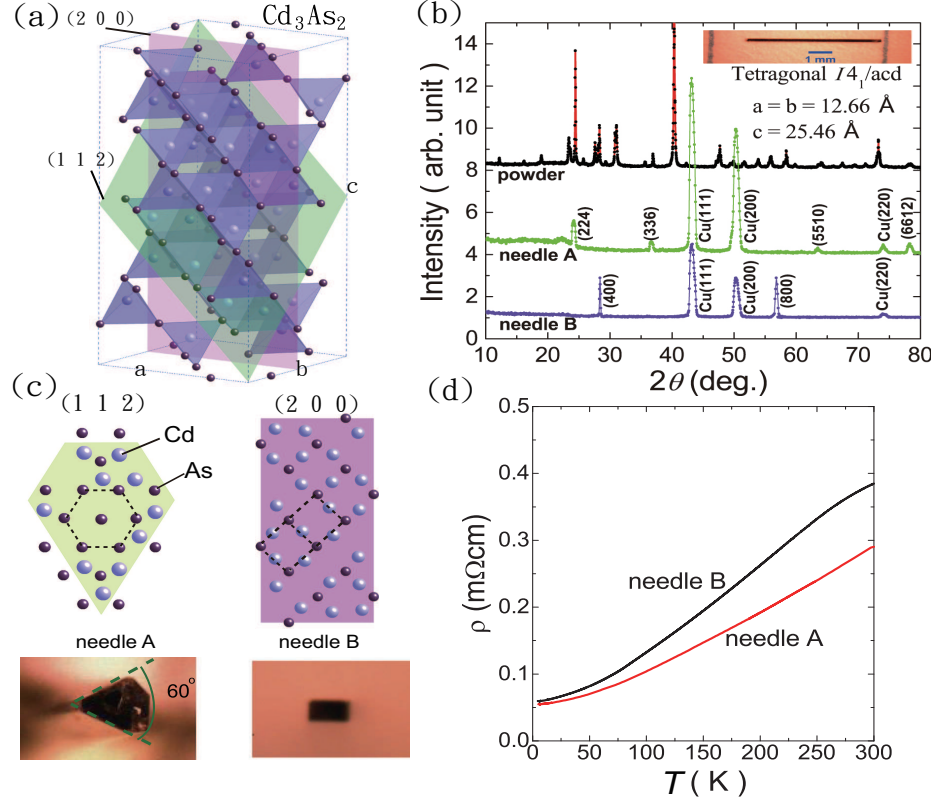 (a)
Cd3As2
(2 0 0)
(1 1 2)
c
a
b
(b)
Intensity ( arb. unit )
14
12
10
8
6
4
2
0
1 mm
Tetragonal I41/acd
a = b = 12.66 Å
c = 25.46 Å
powder
(224)
(336)
Cu(111)
Cu(200)
(5510)
Cu(220)
(6612)
needle A
(400)
Cu(111)
Cu(200)
(800)
Cu(220)
needle B
10 20 30 40 50 60 70 80
2θ (deg.)
(c)
(1 1 2)
(2 0 0)
Cd
As
needle A
needle B
60°
(d)
ρ (mΩcm)
0.5
0.4
0.3
0.2
0.1
0.0
needle B
needle A
0 50 100 150 200 250 300
T ( K )